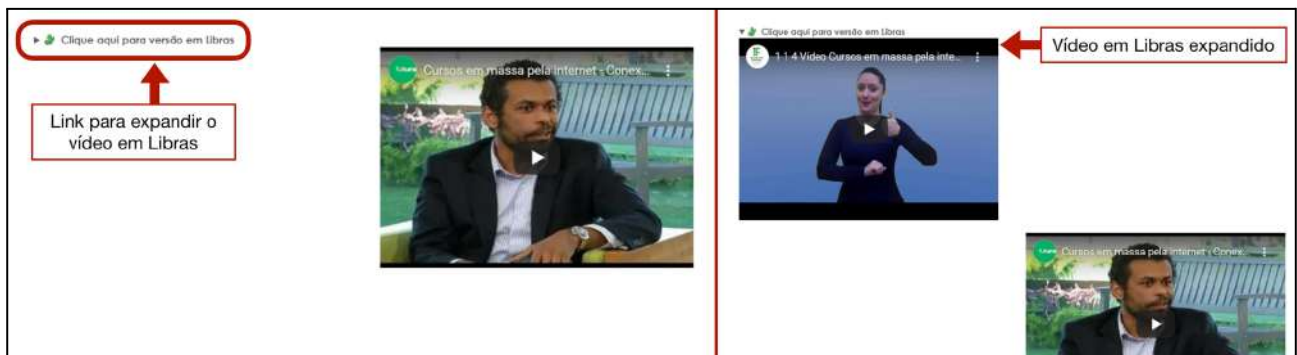 Clique aqui para versão em Libras
Link para expandir o
vídeo em Libras
Cursos em massa pela internet - Conex...
Clique aqui para versão em Libras
1 1 4 Vídeo Cursos em massa pela inte...
Vídeo em Libras expandido
Cursos em massa pela internet - Conex...